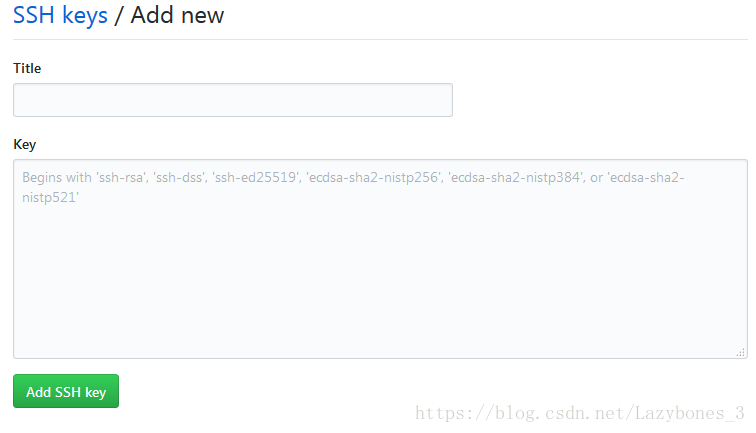 SSH keys / Add new
Title
Key
Begins with 'ssh-rsa', 'ssh-dss', 'ssh-ed25519', 'ecdsa-sha2-nistp256', 'ecdsa-sha2-nistp384', or 'ecdsa-sha2-
nistp521'
Add SSH key
https://blog.csdn.net/Lazybones_3